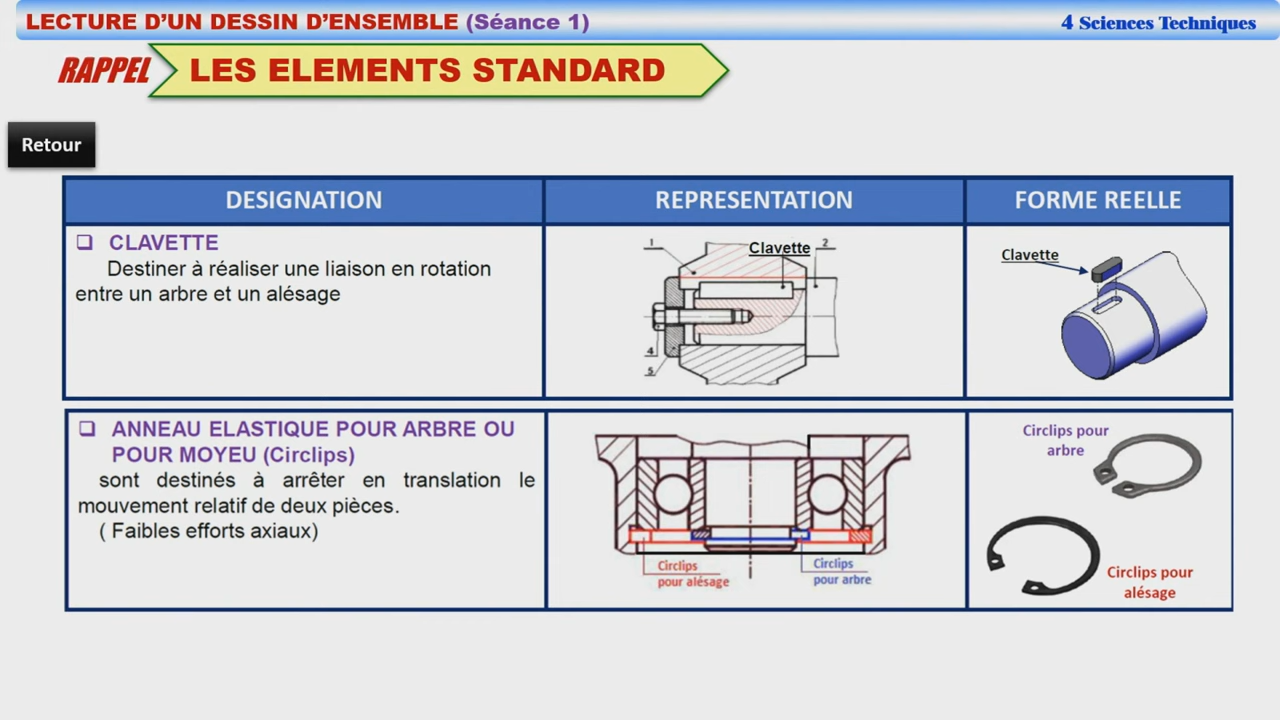 LECTURE D’UN DESSIN D’ENSEMBLE (Séance 1)
4 Sciences Techniques
RAPPEL
LES ELEMENTS STANDARD
Retour
DESIGNATION
REPRESENTATION
FORME REELLE
❑ CLAVETTE
Destiner à réaliser une liaison en rotation
entre un arbre et un alésage
1
Clavette
2
4
5
Clavette
❑ ANNEAU ELASTIQUE POUR ARBRE OU
POUR MOYEU (Circlips)
sont destinés à arrêter en translation le
mouvement relatif de deux pièces.
( Faibles efforts axiaux)
Circlips
pour alésage
Circlips
pour arbre
Circlips pour
arbre
Circlips pour
alésage